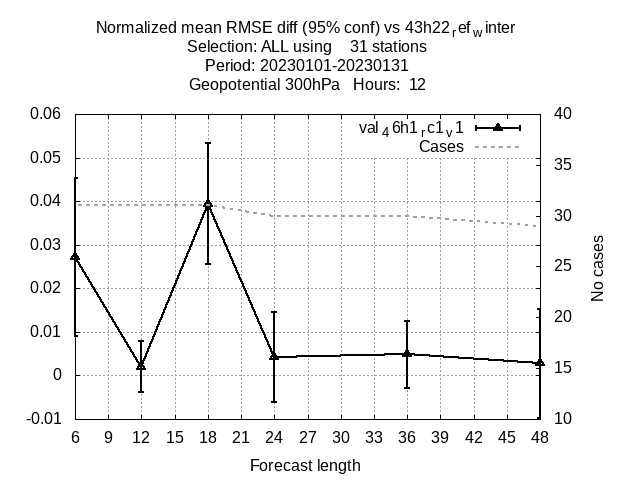 Normalized mean RMSE diff (95% conf) vs 43h22refwinter
Selection: ALL using    31 stations
Period: 20230101-20230131
Geopotential 300hPa   Hours:  12
0.06
0.05
0.04
0.03
0.02
0.01
0
-0.01
val46h1rc1v1
Cases
40
35
30
25
20
15
10
No cases
6 9 12 15 18 21 24 27 30 33 36 39 42 45 48
Forecast length